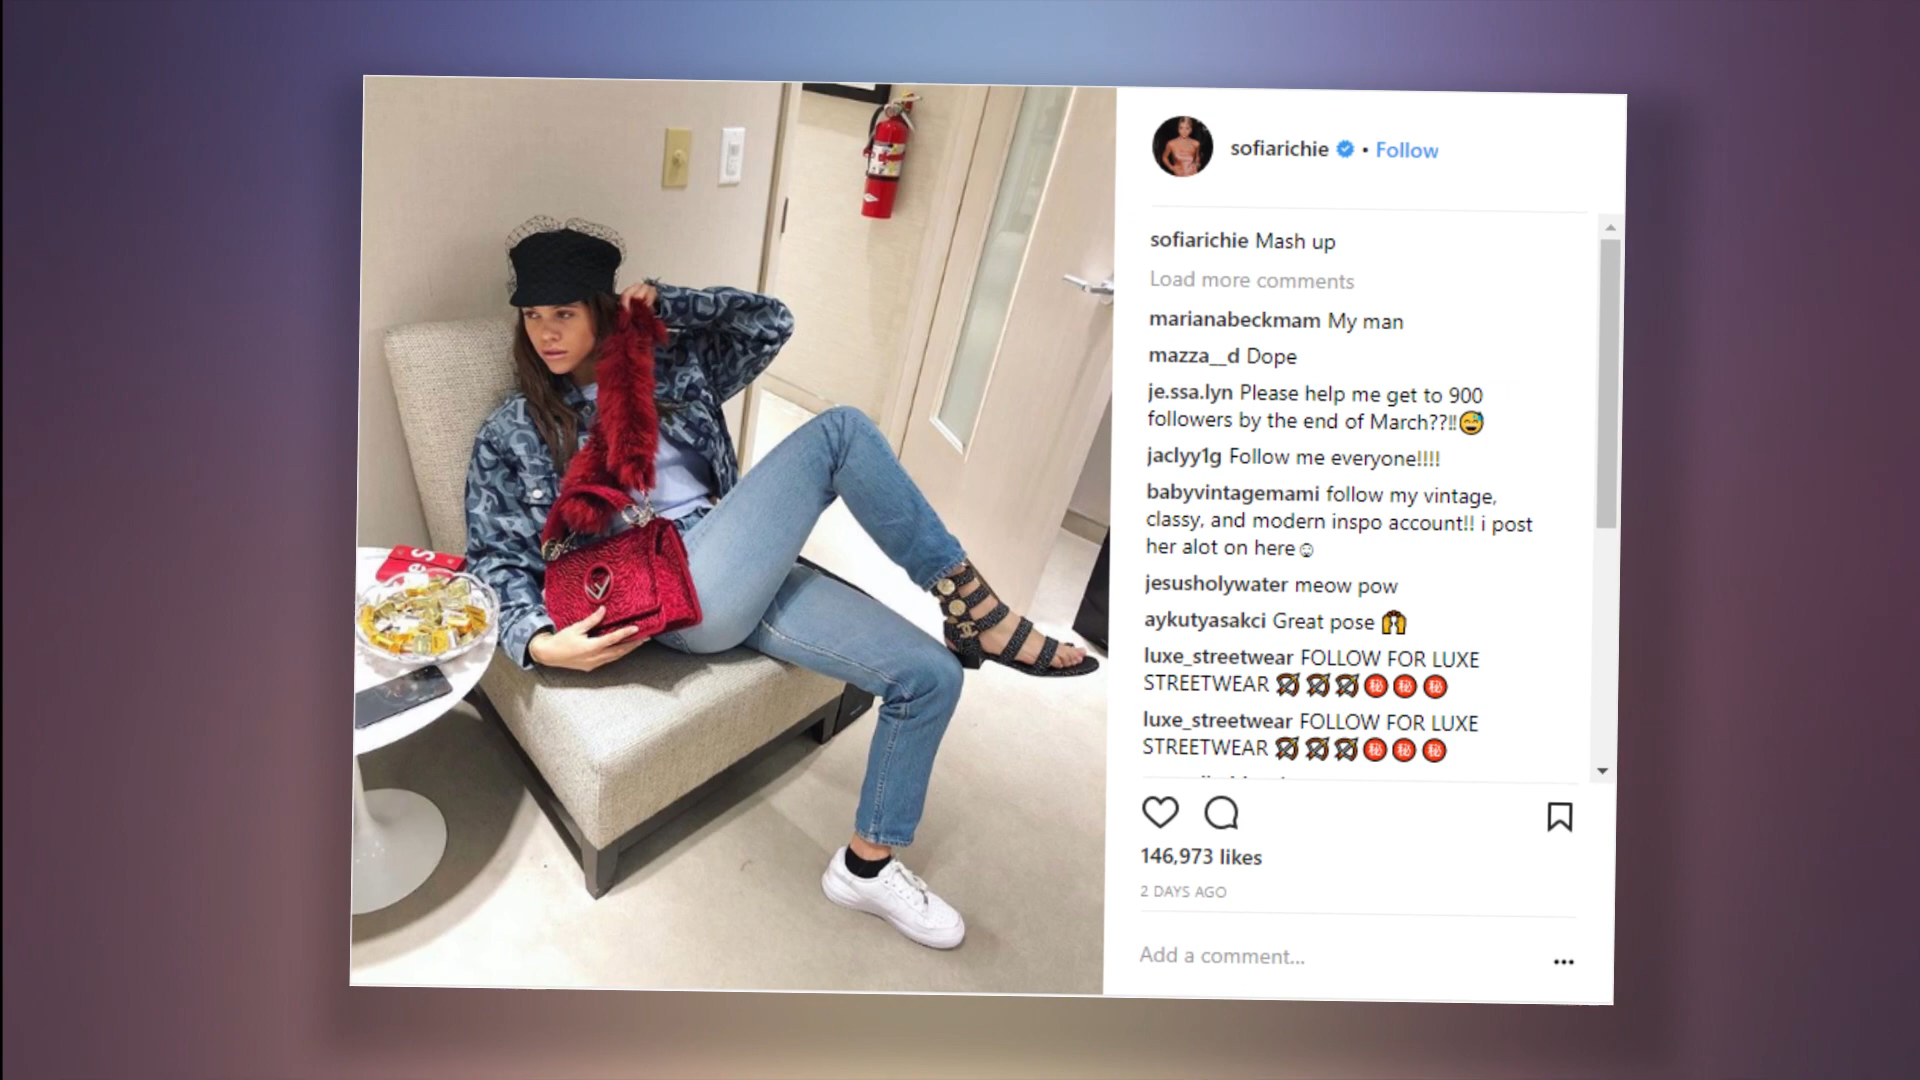 sofiarichie • Follow
sofiarichie Mash up
Load more comments
marianabeckmam My man
mazza__d Dope
je.ssa.lyn Please help me get to 900
followers by the end of March??!!😅
jaclyy1g Follow me everyone!!!!
babyvintagemami follow my vintage,
classy, and modern inspo account!! i post
her alot on here☺
jesusholywater meow pow
aykutyasakci Great pose 🙌
luxe_streetwear FOLLOW FOR LUXE
STREETWEAR 🏹🏹🏹㊙㊙㊙
luxe_streetwear FOLLOW FOR LUXE
STREETWEAR 🏹🏹🏹㊙㊙㊙
146,973 likes
2 DAYS AGO
Add a comment...